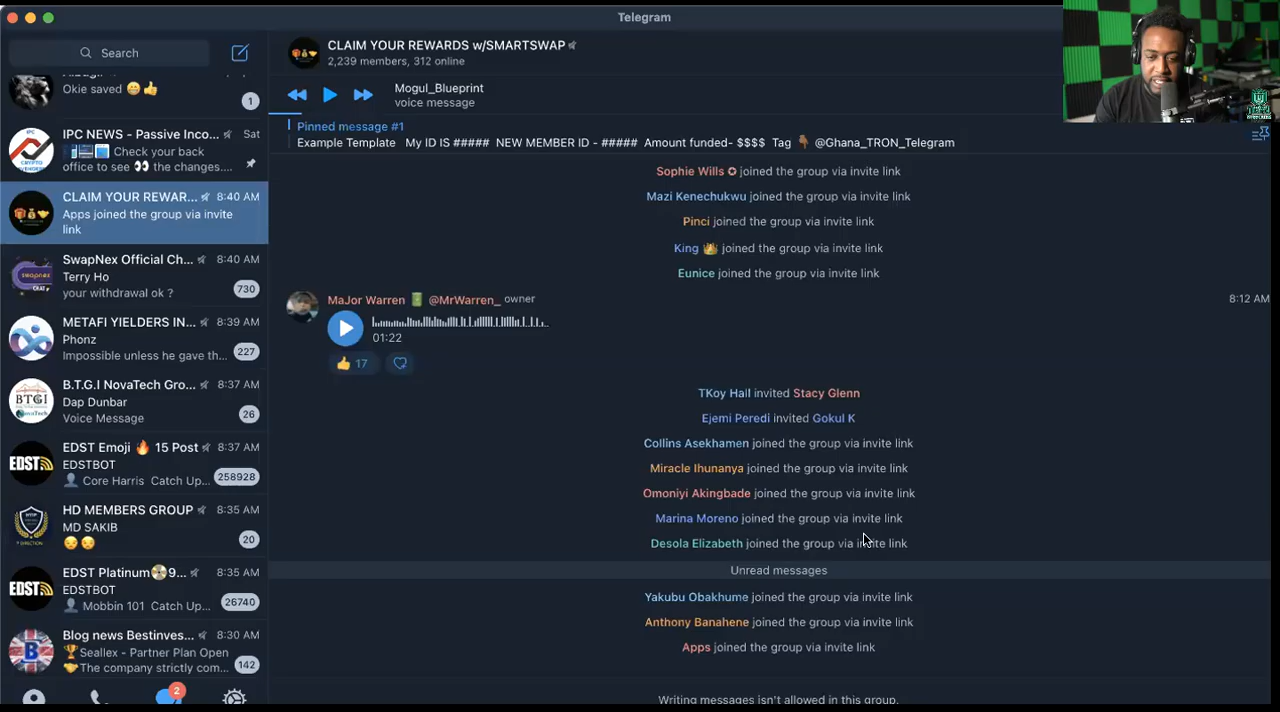 Telegram
Search
CLAIM YOUR REWARDS w/SMARTSWAP
2,239 members, 312 online
Okie saved 😁👍
1
Mogul_Blueprint
voice message
IPC NEWS - Passive Inco... Sat
Check your back
office to see 👀 the changes....
Pinned message #1
Example Template My ID IS ##### NEW MEMBER ID - ##### Amount funded- $$$$ Tag 👇🏾 @Ghana_TRON_Telegram
CLAIM YOUR REWAR... 8:40 AM
Apps joined the group via invite
link
SwapNex Official Ch... 8:40 AM
Terry Ho
your withdrawal ok ?
730
METAFI YIELDERS IN... 8:39 AM
Phonz
Impossible unless he gave th...
227
B.T.G.I NovaTech Gro... 8:37 AM
Dap Dunbar
Voice Message
26
BTGI
NovaTech
EDST Emoji 🔥 15 Post 8:37 AM
EDSTBOT
👤 Core Harris Catch Up...
258928
EDST
HD MEMBERS GROUP 8:35 AM
MD SAKIB
😏😏
20
EDST Platinum📀9... 8:35 AM
EDSTBOT
👤 Mobbin 101 Catch Up...
26740
EDST
Blog news Bestinves... 8:30 AM
🏆Seallex - Partner Plan Open
🤝The company strictly com...
142
2
Sophie Wills ✪ joined the group via invite link
Mazi Kenechukwu joined the group via invite link
Pinci joined the group via invite link
King 👑 joined the group via invite link
Eunice joined the group via invite link
MaJor Warren 🔋 @MrWarren_ owner
8:12 AM
01:22
👍 17
TKoy Hall invited Stacy Glenn
Ejemi Peredi invited Gokul K
Collins Asekhamen joined the group via invite link
Miracle Ihunanya joined the group via invite link
Omoniyi Akingbade joined the group via invite link
Marina Moreno joined the group via invite link
Desola Elizabeth joined the group via invite link
Unread messages
Yakubu Obakhume joined the group via invite link
Anthony Banahene joined the group via invite link
Apps joined the group via invite link
Writing messages isn't allowed in this group.